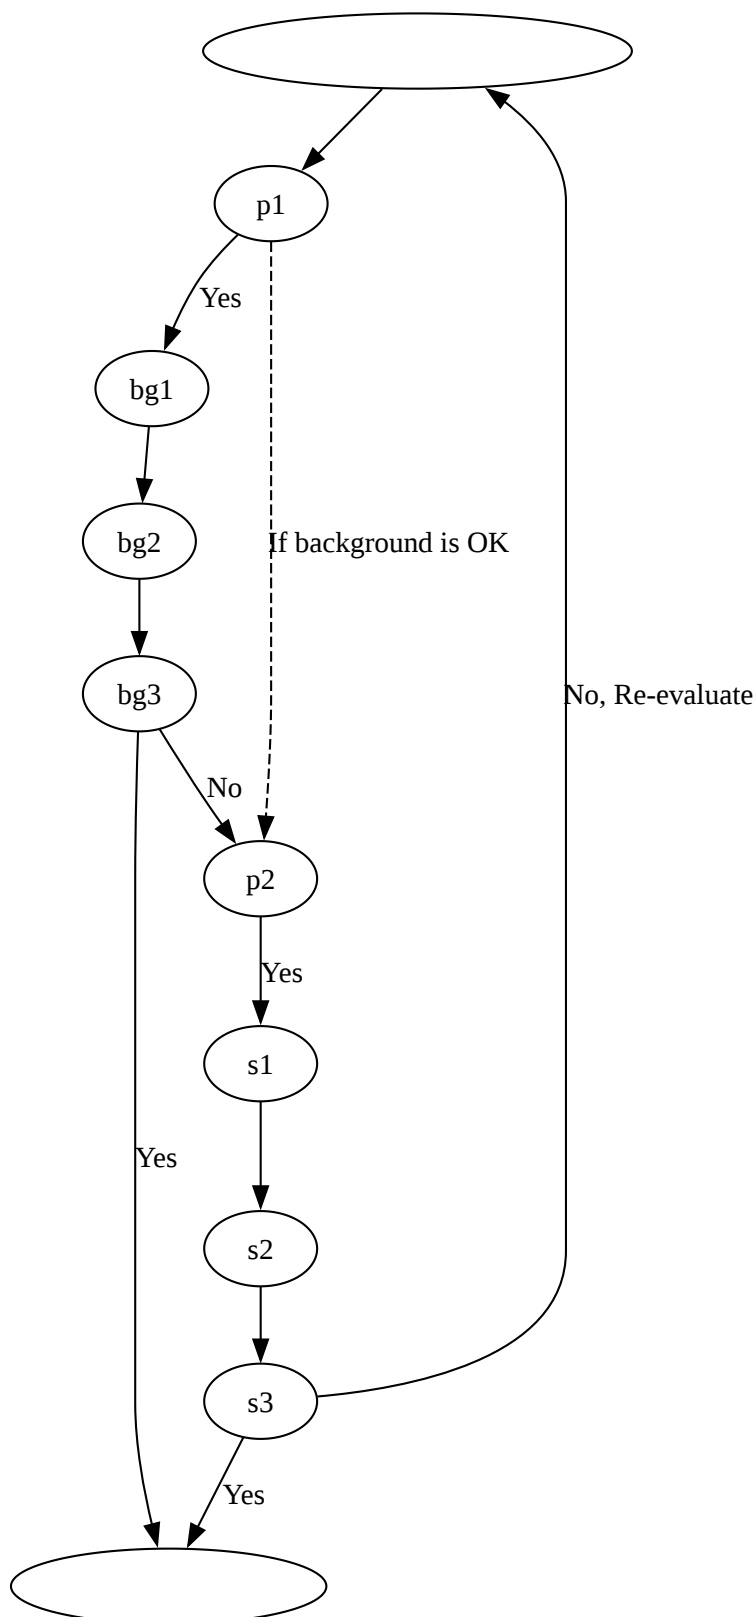 p1
Yes
bg1
bg2
If background is OK
bg3
No, Re-evaluate
No
p2
Yes
s1
Yes
s2
s3
Yes